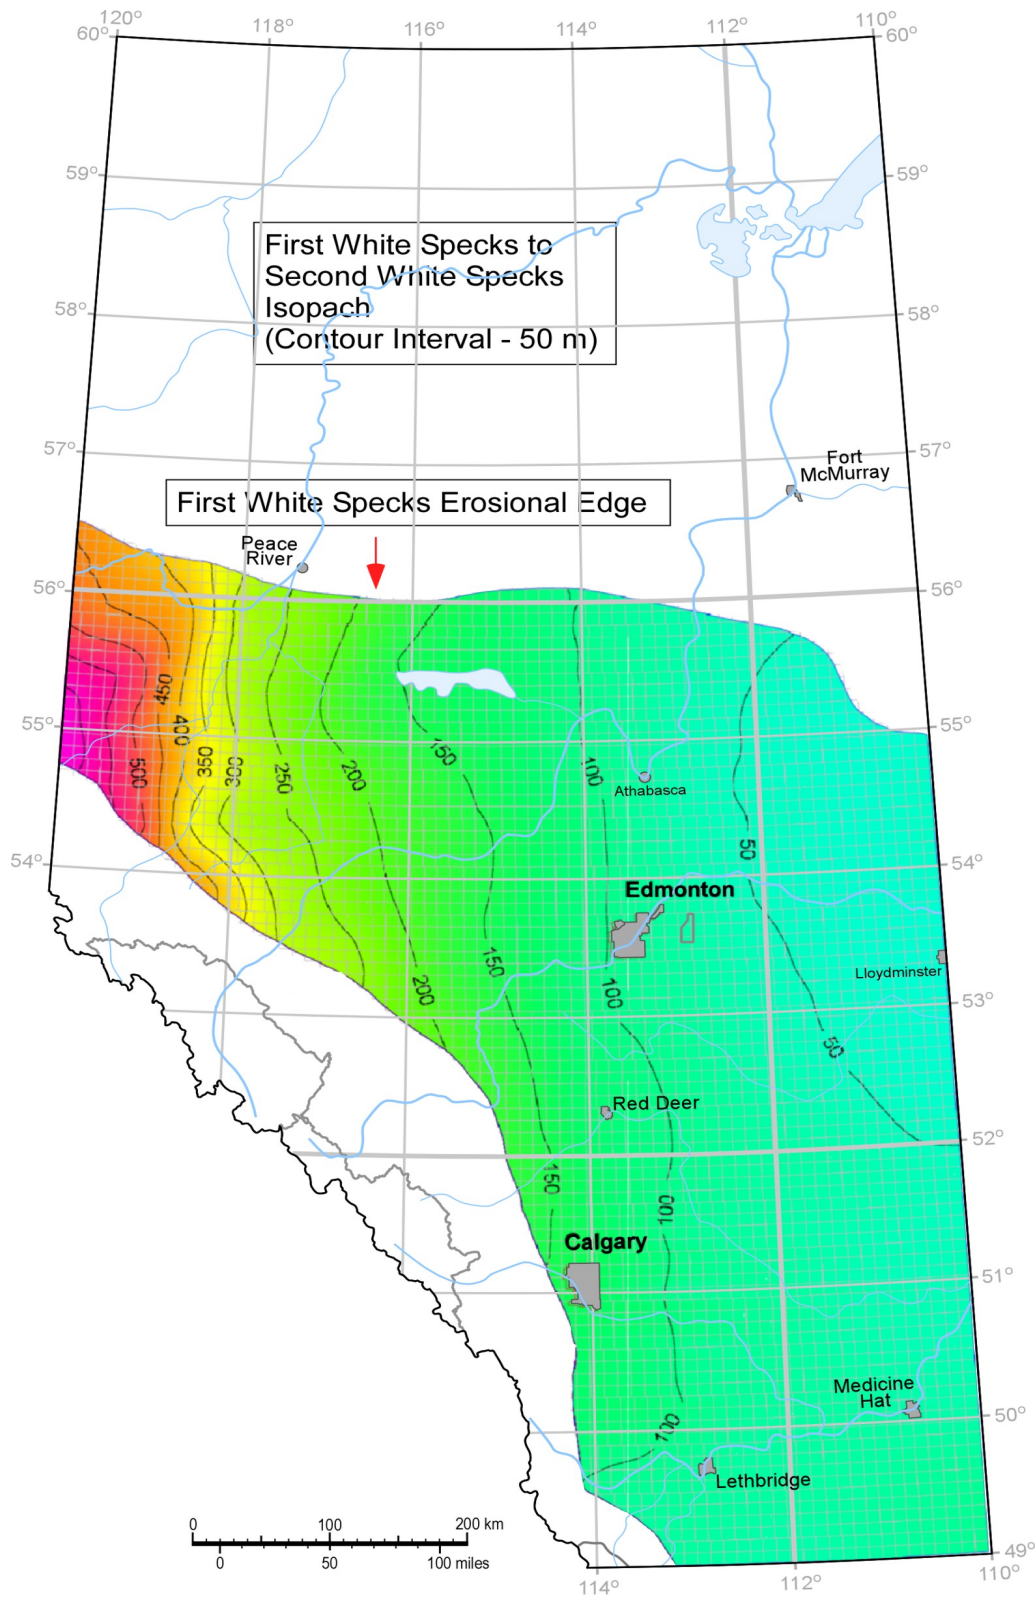 120° 118° 116° 114° 112° 110°
60° 60°
59° 59°
First White Specks to
Second White Specks
Isopach
(Contour Interval - 50 m)
58° 58°
57° 57°
Fort
McMurray
First White Specks Erosional Edge
Peace
River
56° 56°
450
55° 55°
400
350
300
500
250
200
150
100
Athabasca
50
54° 54°
Edmonton
Lloydminster
150
200
100
53° 53°
50
Red Deer
52°
150
100
Calgary
51°
Medicine
Hat
50°
100
Lethbridge
0 100 200 km
0 50 100 miles
49°
114° 112° 110°